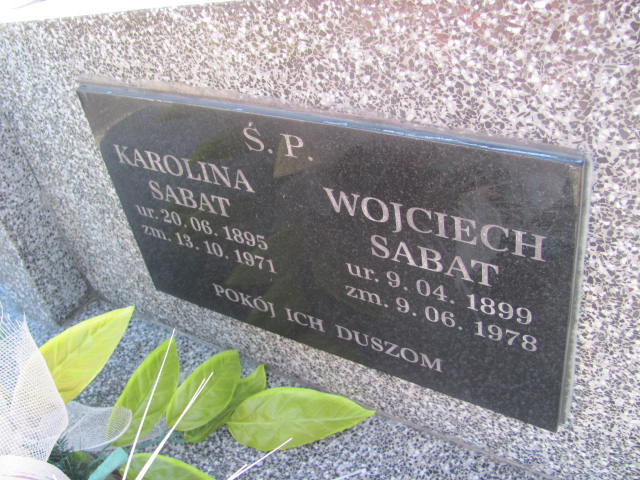 Ś. P.
KAROLINA
SABAT
ur. 20. 06. 1895
zm. 13. 10. 1971
WOJCIECH
SABAT
ur. 9. 04. 1899
zm. 9. 06. 1978
POKÓJ ICH DUSZOM